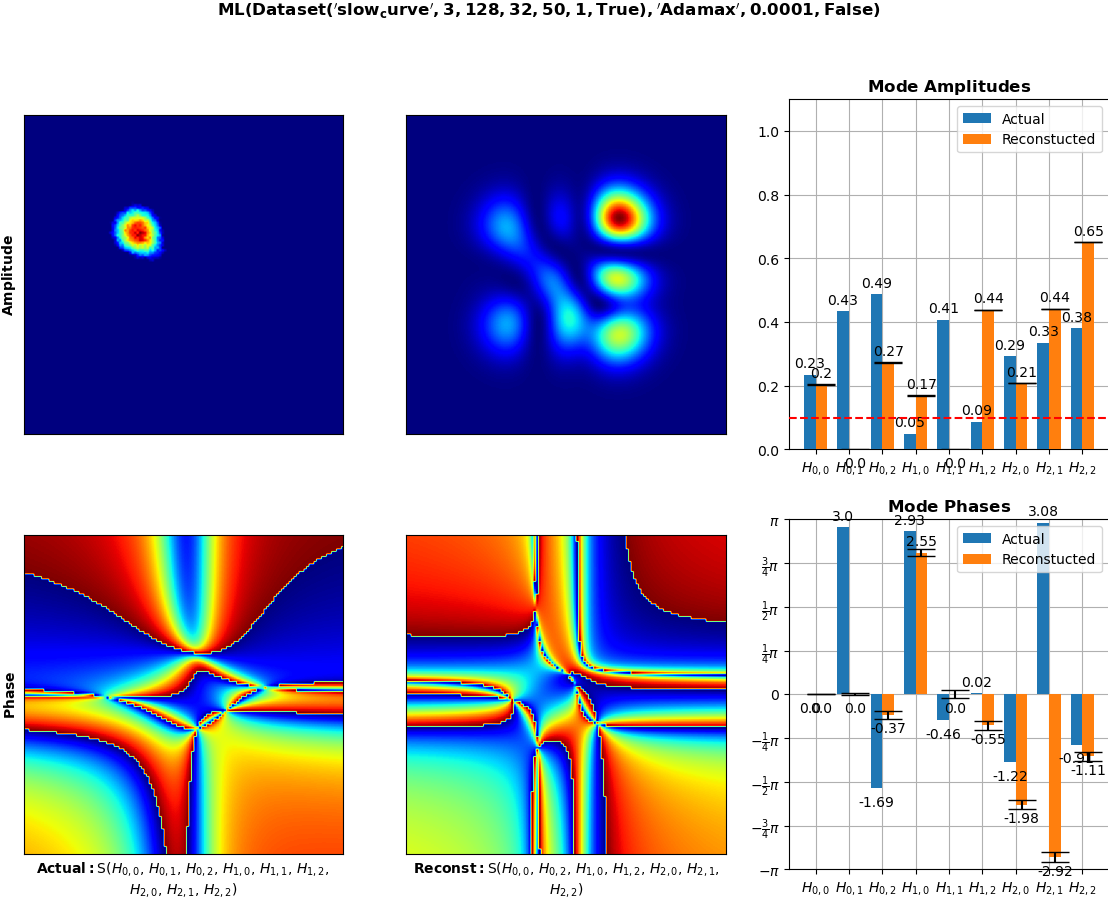 ML(Dataset('slow_curve', 3, 128, 32, 50, 1, True), 'Adamax', 0.0001, False)
Amplitude
Mode Amplitudes
Actual
Reconstucted
1.0
0.8
0.6
0.4
0.2
0.0
0.23
0.2
0.43
0.0
0.49
0.27
0.05
0.17
0.41
0.0
0.09
0.44
0.29
0.21
0.33
0.44
0.38
0.65
H0,0 H0,1 H0,2 H1,0 H1,1 H1,2 H2,0 H2,1 H2,2
Phase
Actual: S(H0,0, H0,1, H0,2, H1,0, H1,1, H1,2,
H2,0, H2,1, H2,2)
Reconst: S(H0,0, H0,2, H1,0, H1,2, H2,0, H2,1,
H2,2)
Mode Phases
Actual
Reconstucted
π
3/4π
1/2π
1/4π
0
−1/4π
−1/2π
−3/4π
−π
0.0
0.0
3.0
0.0
-1.69
-0.37
2.93
2.55
-0.46
0.0
0.02
-0.55
-1.22
-1.98
3.08
-2.92
-0.91
-1.11
H0,0 H0,1 H0,2 H1,0 H1,1 H1,2 H2,0 H2,1 H2,2